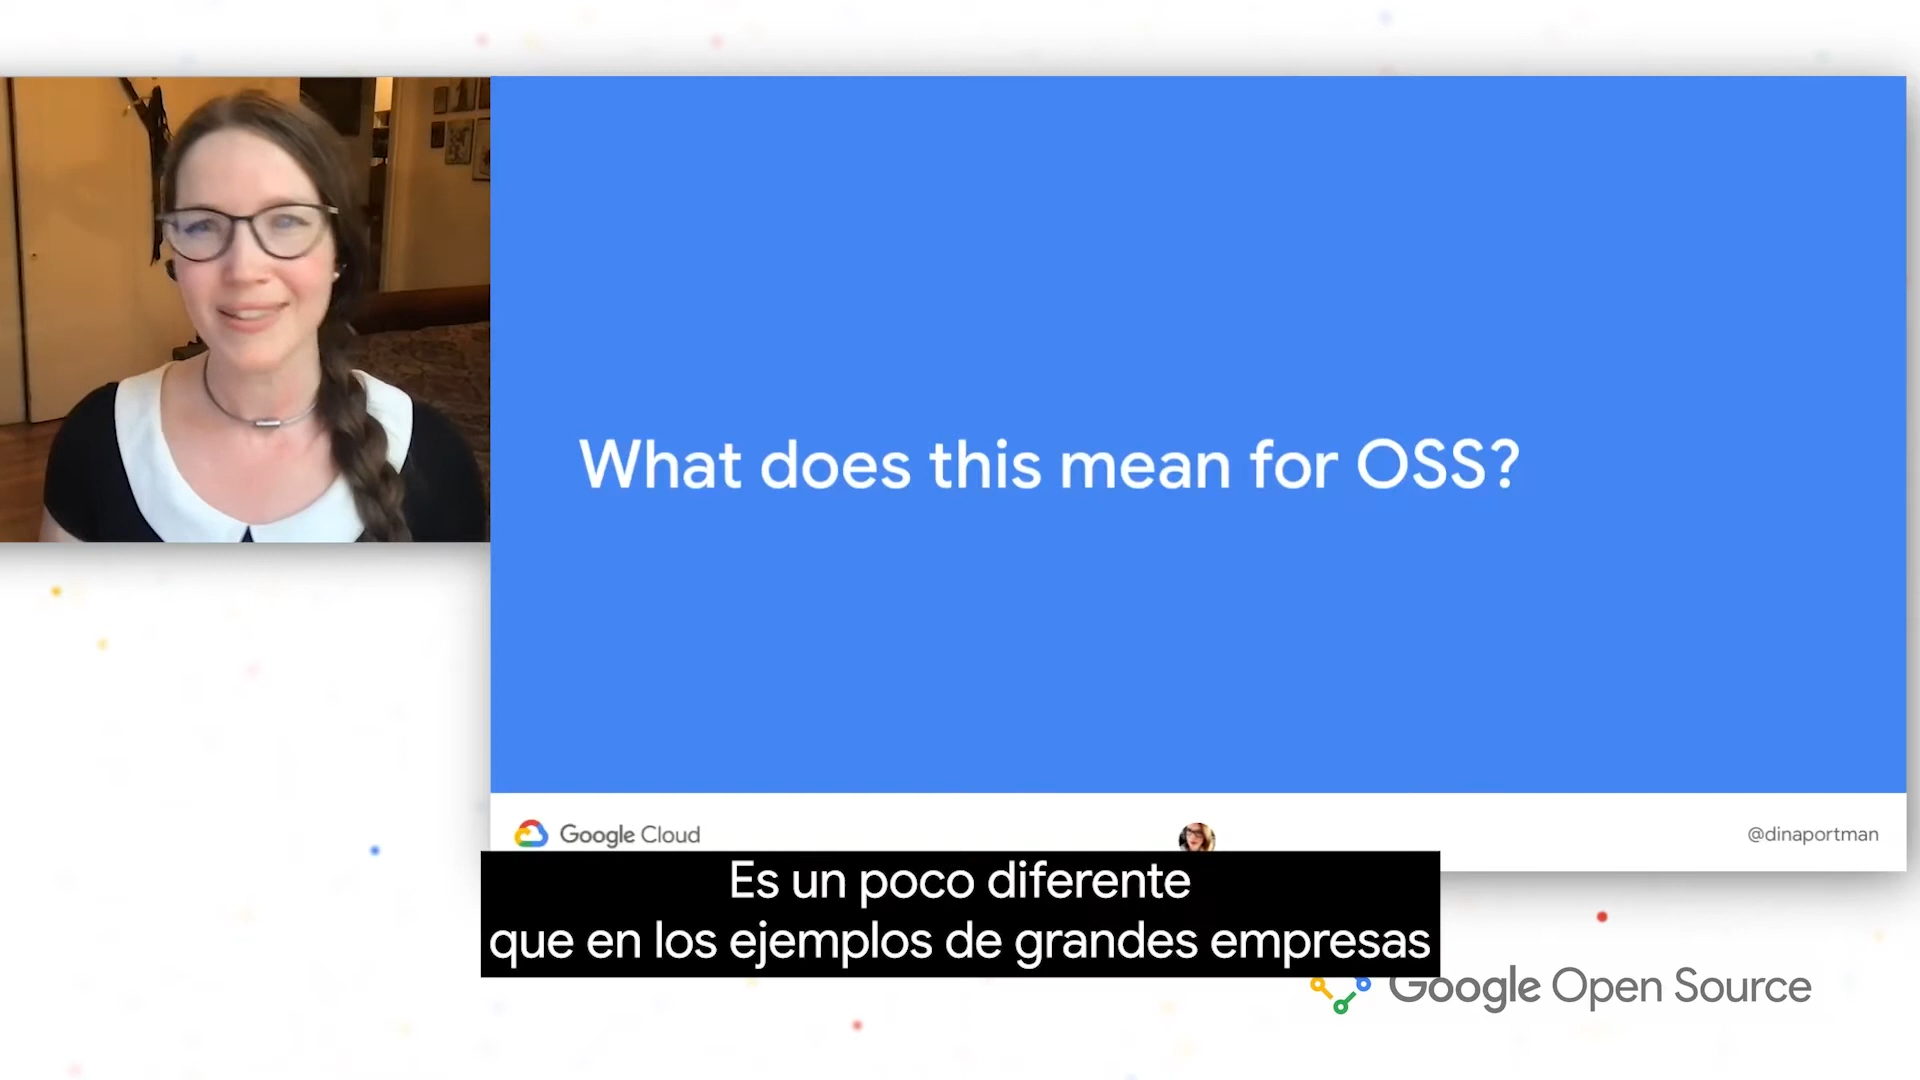 What does this mean for OSS?
Google Cloud
@dinaportman
Es un poco diferente
que en los ejemplos de grandes empresas
Google Open Source